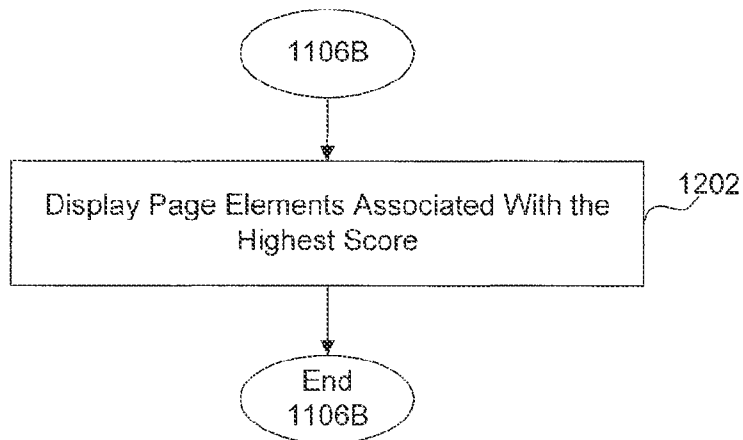 1106B
Display Page Elements Associated With the
Highest Score
1202
End
1106B